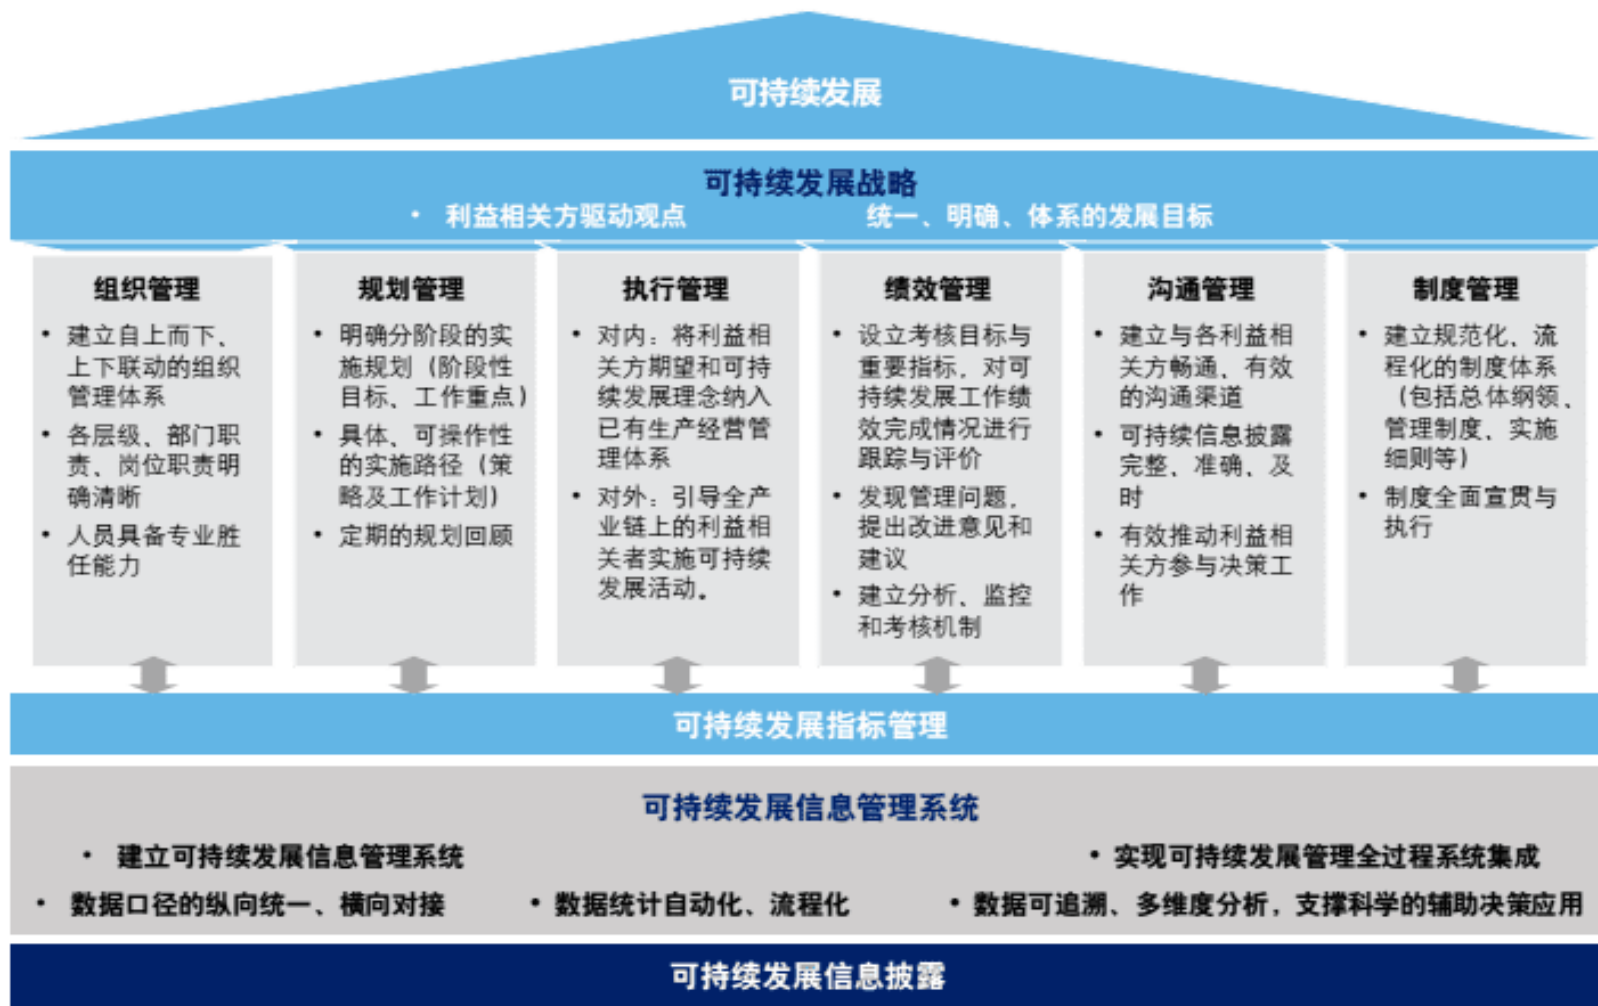 可持续发展
可持续发展战略
• 利益相关方驱动观点 统一、明确、体系的发展目标
组织管理
• 建立自上而下、
上下联动的组织
管理体系
• 各层级、部门职
责、岗位职责明
确清晰
• 人员具备专业胜
任能力
规划管理
• 明确分阶段的实
施规划（阶段性
目标、工作重点）
• 具体、可操作性
的实施路径（策
略及工作计划）
• 定期的规划回顾
执行管理
• 对内：将利益相
关方期望和可持
续发展理念纳入
已有生产经营管
理体系
• 对外：引导全产
业链上的利益相
关者实施可持续
发展活动。
绩效管理
• 设立考核目标与
重要指标，对可
持续发展工作绩
效完成情况进行
跟踪与评价
• 发现管理问题，
提出改进意见和
建议
• 建立分析、监控
和考核机制
沟通管理
• 建立与各利益相
关方畅通、有效
的沟通渠道
• 可持续信息披露
完整、准确、及
时
• 有效推动利益相
关方参与决策工
作
制度管理
• 建立规范化、流
程化的制度体系
（包括总体纲领、
管理制度、实施
细则等）
• 制度全面宣贯与
执行
可持续发展指标管理
可持续发展信息管理系统
• 建立可持续发展信息管理系统 • 实现可持续发展管理全过程系统集成
• 数据口径的纵向统一、横向对接 • 数据统计自动化、流程化 • 数据可追溯、多维度分析，支撑科学的辅助决策应用
可持续发展信息披露